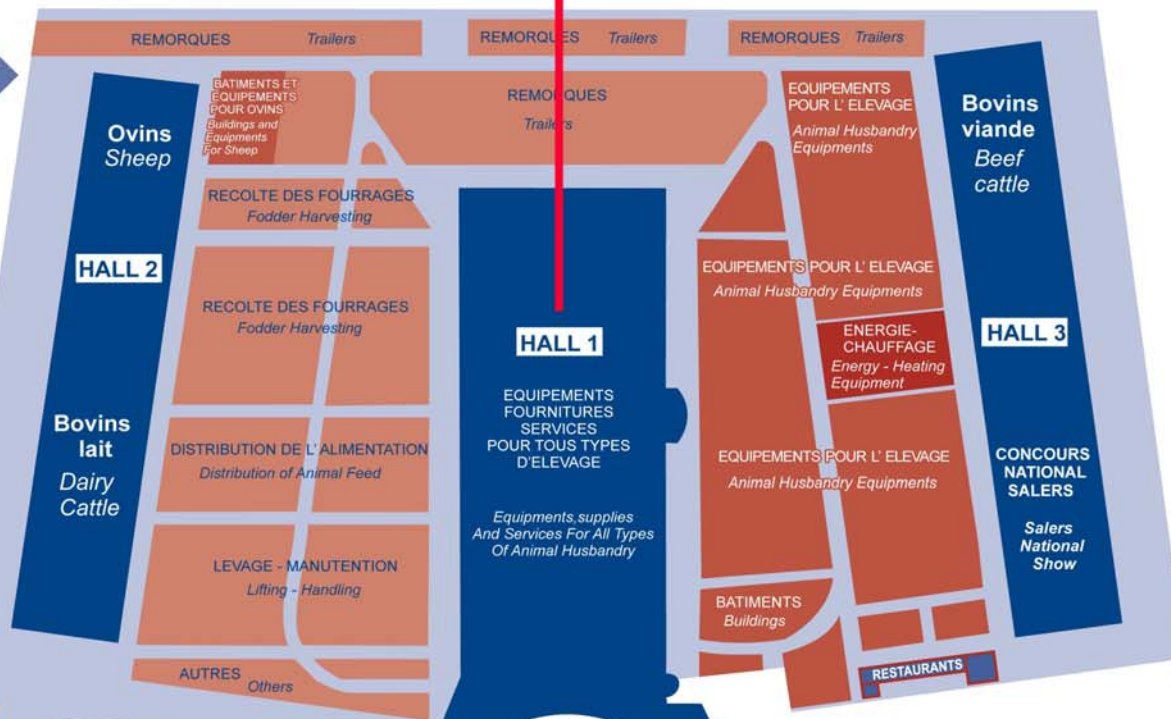 REMORQUES Trailers
REMORQUES Trailers
REMORQUES Trailers
Ovins
Sheep
HALL 2
Bovins
lait
Dairy
Cattle
BATIMENTS ET
EQUIPEMENTS
POUR OVINS
Buildings and
Equipments
For Sheep
REMORQUES
Trailers
RECOLTE DES FOURRAGES
Fodder Harvesting
RECOLTE DES FOURRAGES
Fodder Harvesting
DISTRIBUTION DE L' ALIMENTATION
Distribution of Animal Feed
LEVAGE - MANUTENTION
Lifting - Handling
AUTRES
Others
HALL 1
EQUIPEMENTS
FOURNITURES
SERVICES
POUR TOUS TYPES
D'ELEVAGE
Equipments,supplies
And Services For All Types
Of Animal Husbandry
EQUIPEMENTS
POUR L' ELEVAGE
Animal Husbandry
Equipments
EQUIPEMENTS POUR L' ELEVAGE
Animal Husbandry Equipments
ENERGIE-
CHAUFFAGE
Energy - Heating
Equipment
EQUIPEMENTS POUR L' ELEVAGE
Animal Husbandry Equipments
BATIMENTS
Buildings
RESTAURANTS
Bovins
viande
Beef
cattle
HALL 3
CONCOURS
NATIONAL
SALERS
Salers
National
Show